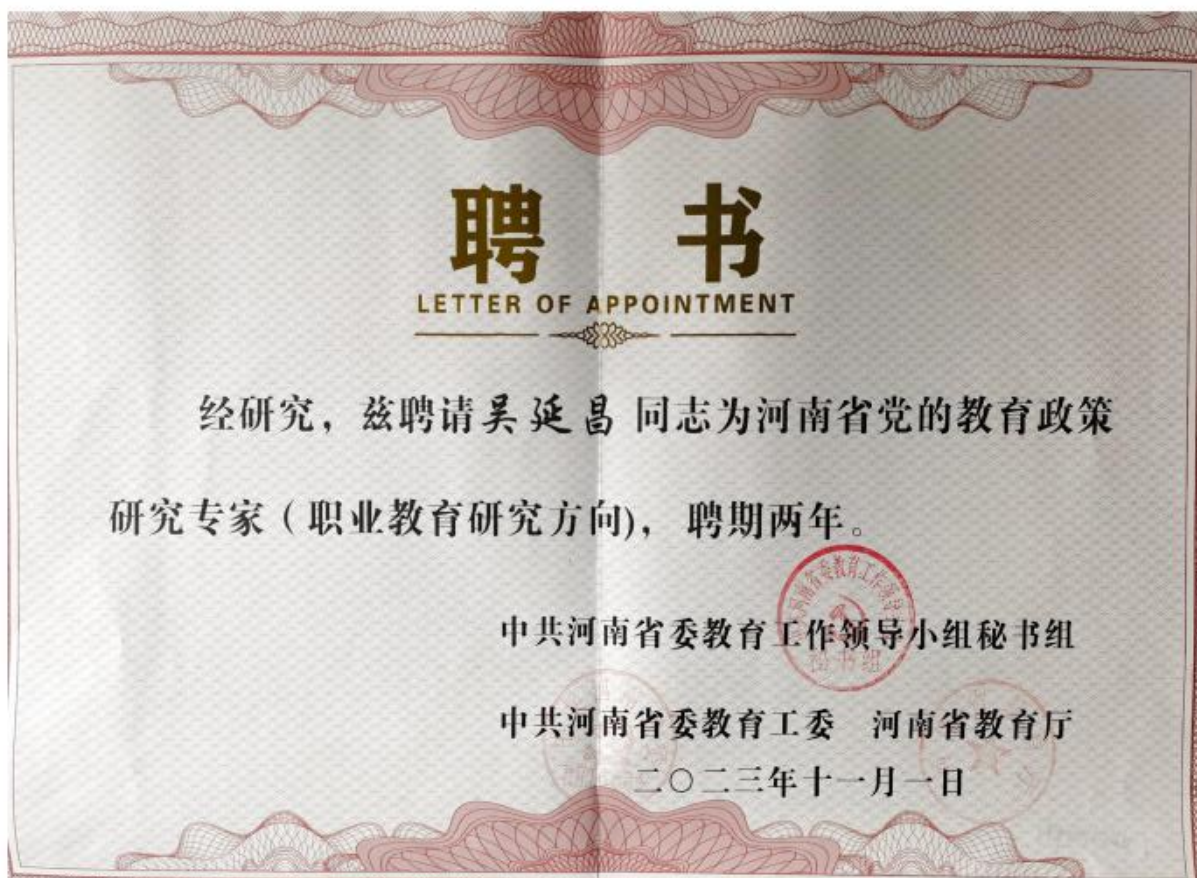 聘 书
LETTER OF APPOINTMENT
经研究，兹聘请吴延昌同志为河南省党的教育政策
研究专家（职业教育研究方向），聘期两年。
中共河南省委教育工作领导小组秘书组
秘书组
中共河南省委教育工委 河南省教育厅
二〇二三年十一月一日